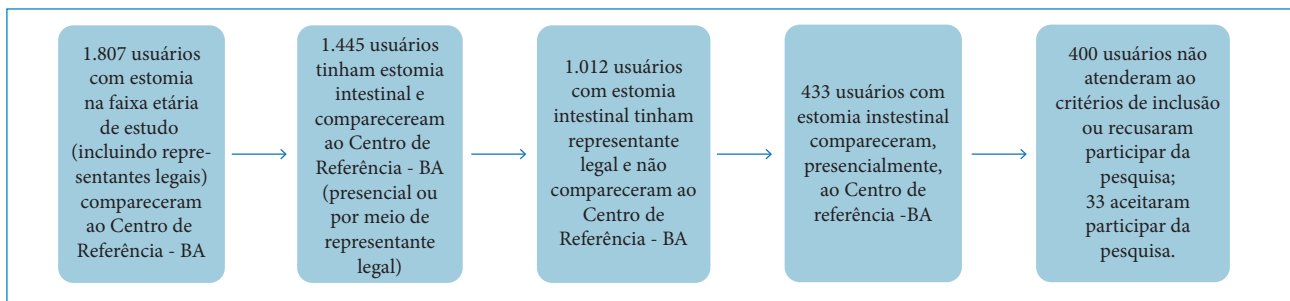 1.807 usuários
com estomia
na faixa etária
de estudo
(incluindo repre-
sentantes legais)
compareceram
ao Centro de
Referência - BA
1.445 usuários
tinham estomia
intestinal e
compareceream
ao Centro de
Referência - BA
(presencial ou
por meio de
representante
legal)
1.012 usuários
com estomia
intestinal tinham
representante
legal e não
compareceram ao
Centro de
Referência - BA
433 usuários com
estomia instestinal
compareceram,
presencialmente,
ao Centro de
referência -BA
400 usuários não
atenderam ao
critérios de inclusão
ou recusaram
participar da
pesquisa;
33 aceitaram
participar da
pesquisa.